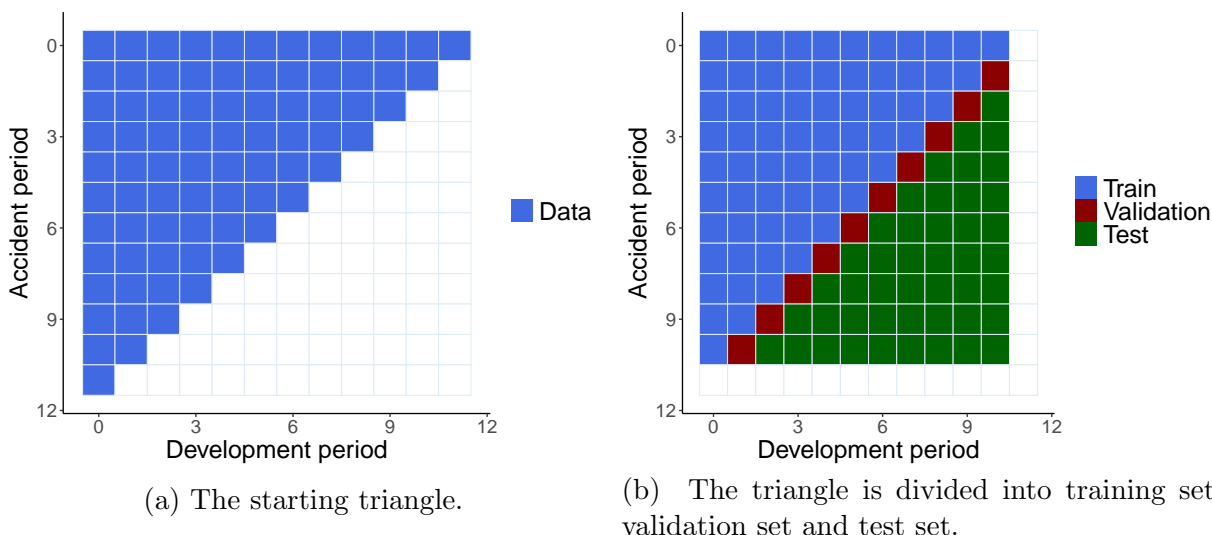 0
3
6
9
12
Accident period
0 3 6 9 12
Development period
Data
(a) The starting triangle.
0
3
6
9
12
Accident period
0 3 6 9 12
Development period
Train
Validation
Test
(b) The triangle is divided into training set
validation set and test set.